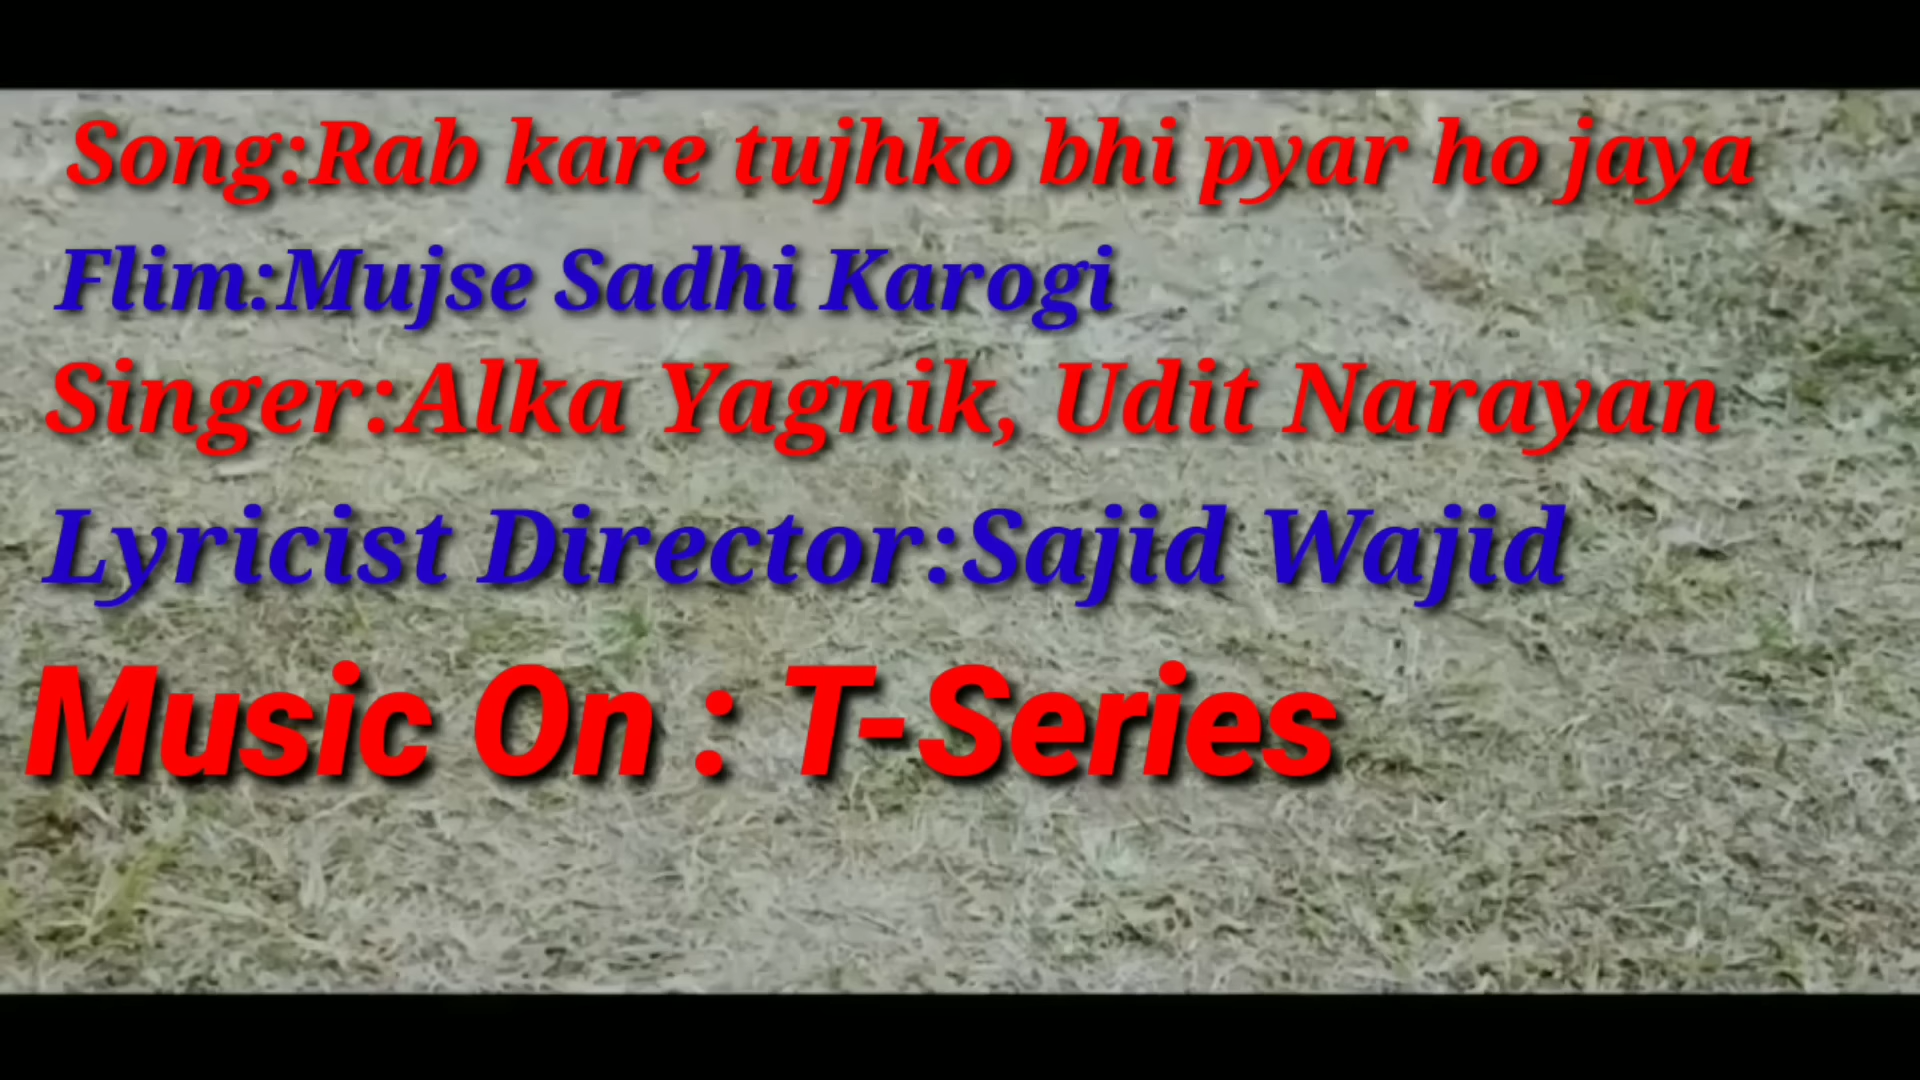 Song:Rab kare tujhko bhi pyar ho jaya
Flim:Mujse Sadhi Karogi
Singer:Alka Yagnik, Udit Narayan
Lyricist Director:Sajid Wajid
Music On : T-Series